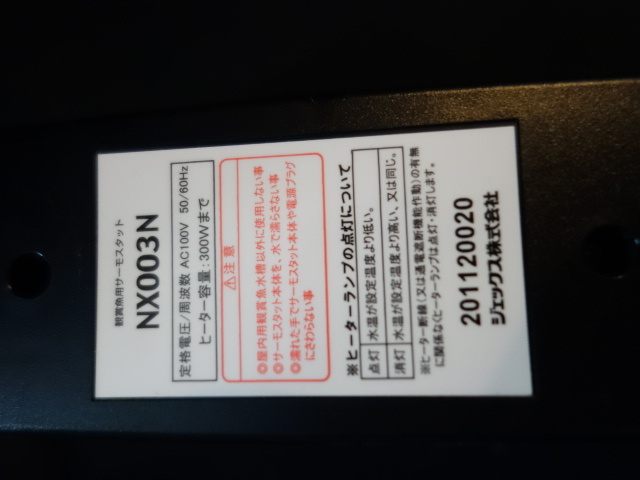 観賞魚用サーモスタット
NX003N
定格電圧/周波数 AC100V 50/60Hz
ヒーター容量:300Wまで
⚠注 意
◎屋内用観賞魚水槽以外に使用しない事
◎サーモスタット本体を、水で濡らさない事
◎濡れた手でサーモスタット本体や電源プラグ
にさわらない事
※ヒーターランプの点灯について
点灯 水温が設定温度より低い。
消灯 水温が設定温度より高い、又は同じ。
※ヒーター断線(又は通電遮断機能作動)の有無
に関係なくヒーターランプは点灯・消灯します。
201120020
ジェックス株式会社